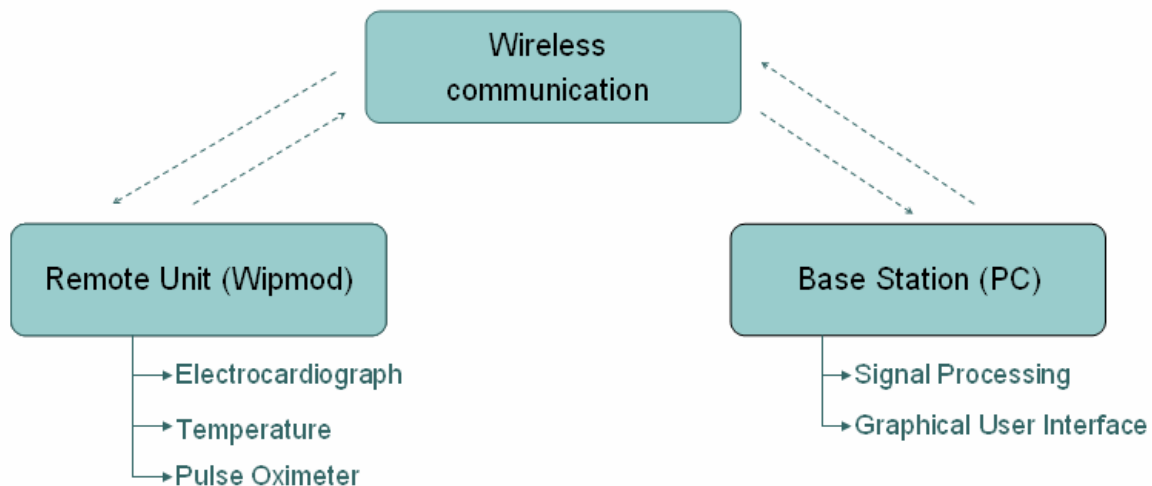 Wireless
communication
Remote Unit (Wipmod)
Base Station (PC)
Electrocardiograph
Temperature
Pulse Oximeter
Signal Processing
Graphical User Interface